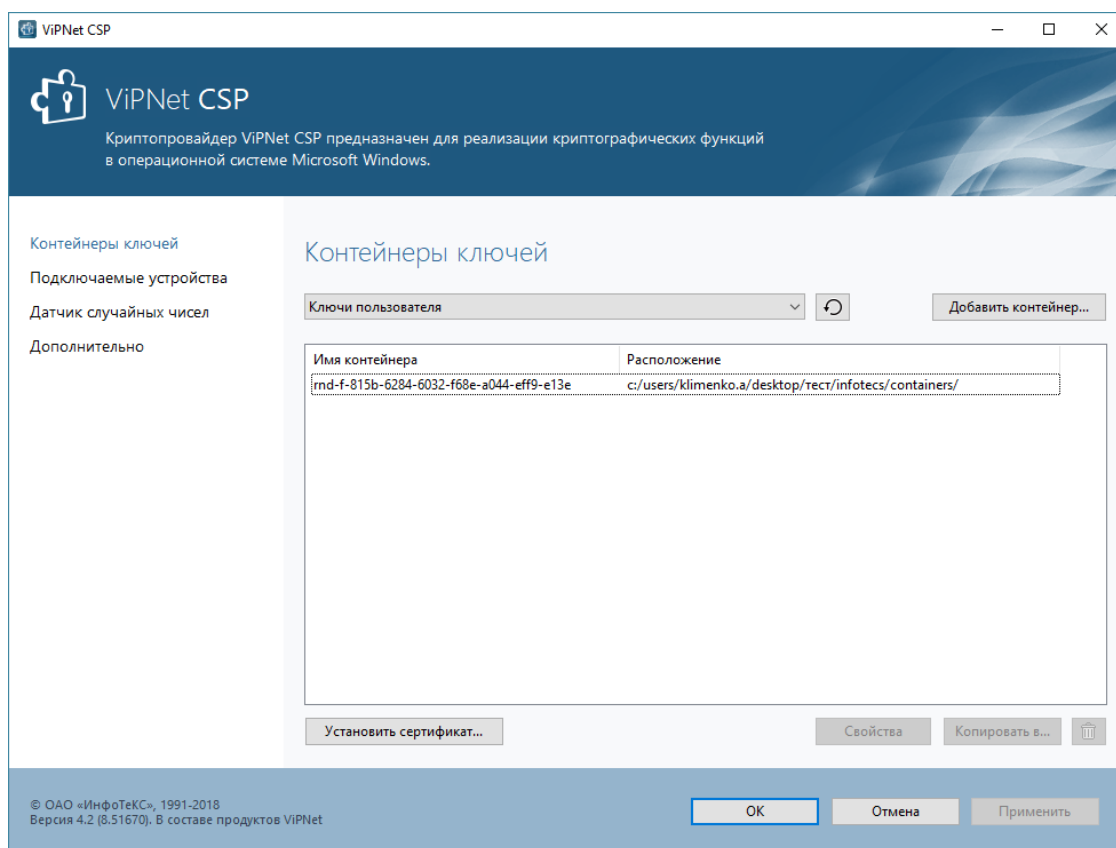 ViPNet CSP
ViPNet CSP
Криптопровайдер ViPNet CSP предназначен для реализации криптографических функций
в операционной системе Microsoft Windows.
Контейнеры ключей
Подключаемые устройства
Датчик случайных чисел
Дополнительно
Контейнеры ключей
Ключи пользователя
Добавить контейнер...
Имя контейнера Расположение
rnd-f-815b-6284-6032-f68e-a044-eff9-e13e c:/users/klimenko.a/desktop/тест/infotecs/containers/
Установить сертификат... Свойства Копировать в...
© ОАО «ИнфоТеКС», 1991-2018
Версия 4.2 (8.51670). В составе продуктов ViPNet
OK Отмена Применить